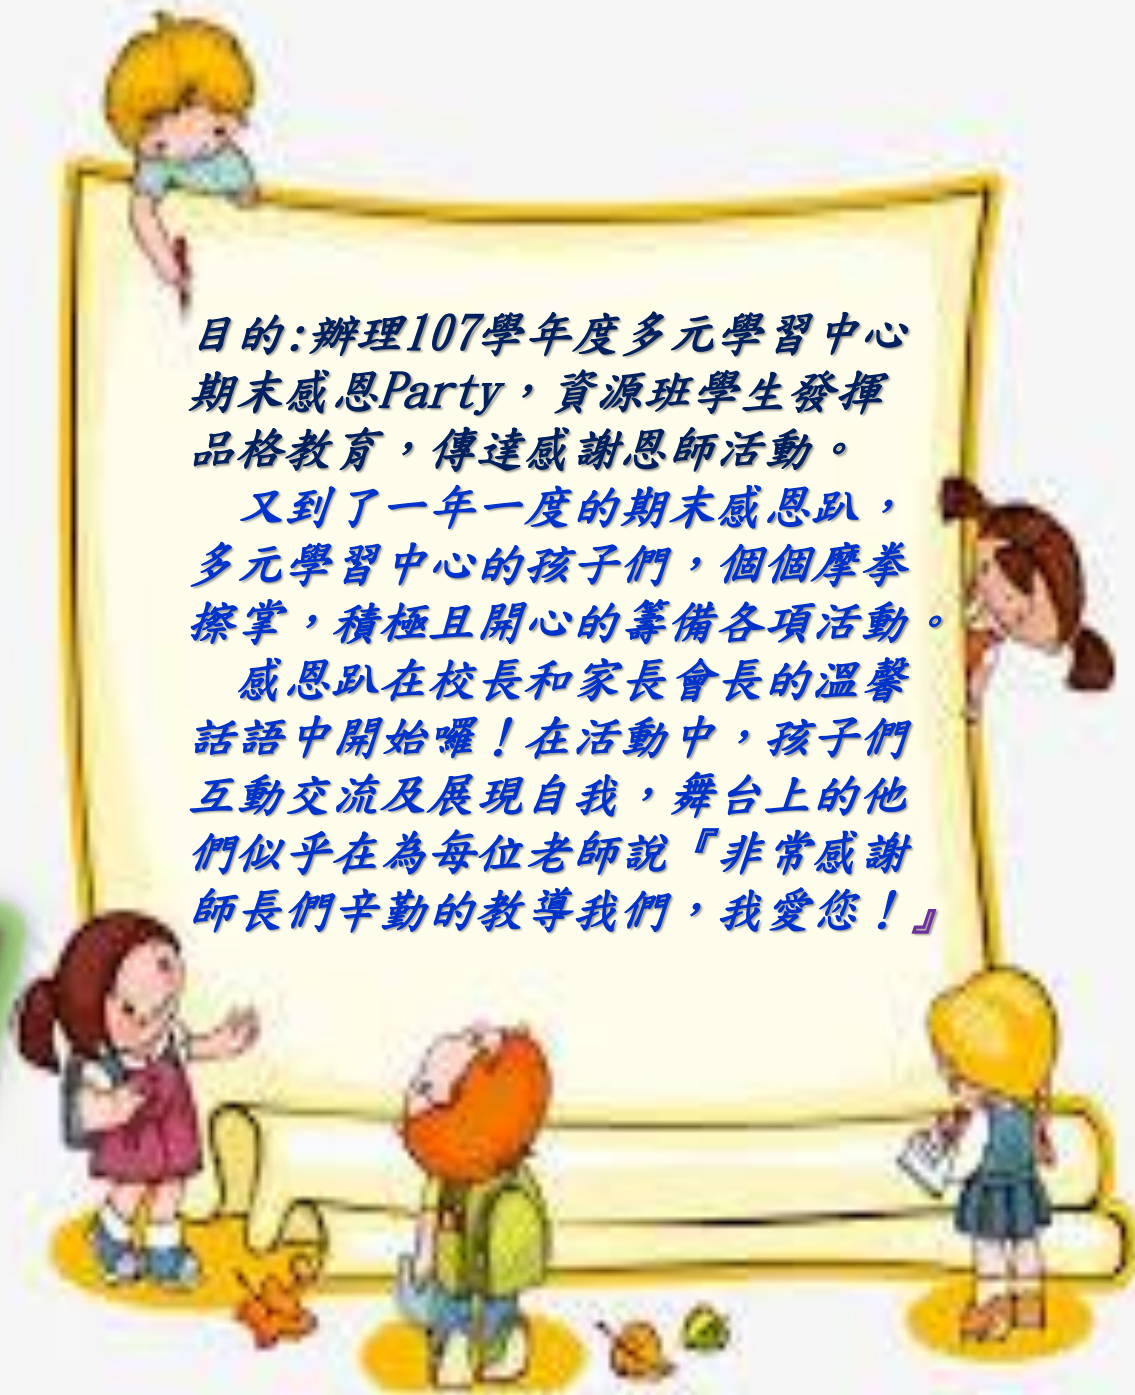 目的:辦理107學年度多元學習中心
期末感恩Party，資源班學生發揮
品格教育，傳達感謝恩師活動。
又到了一年一度的期末感恩趴，
多元學習中心的孩子們，個個摩拳
擦掌，積極且開心的籌備各項活動。
感恩趴在校長和家長會長的溫馨
話語中開始囉！在活動中，孩子們
互動交流及展現自我，舞台上的他
們似乎在為每位老師說『非常感謝
師長們辛勤的教導我們，我愛您！』